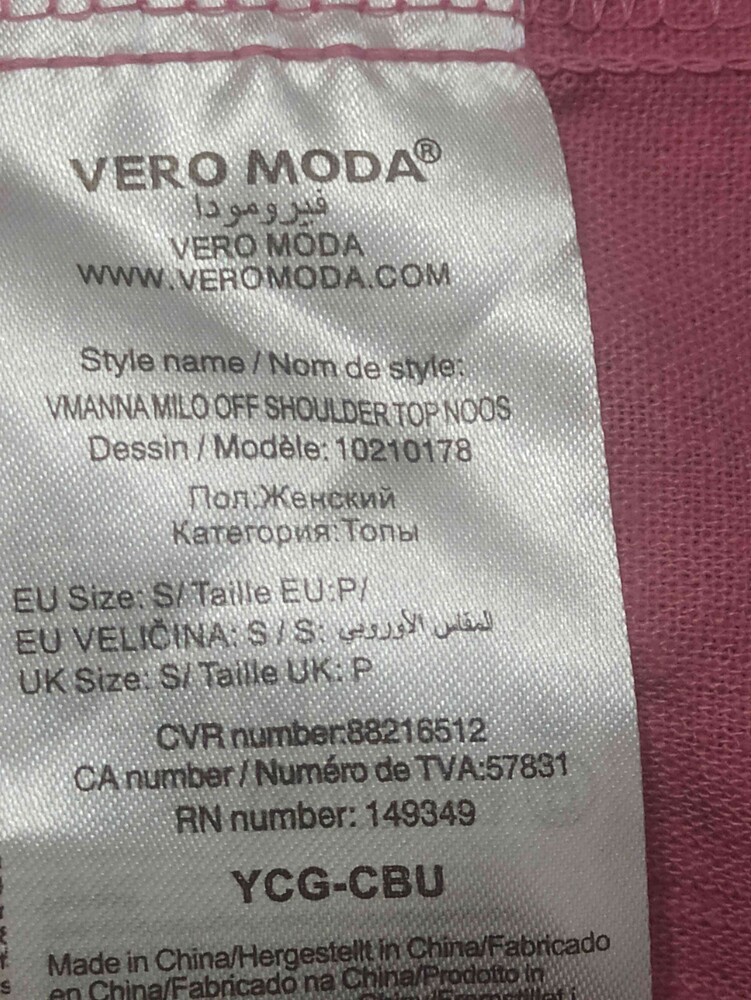 VERO MODA®
فيرومودا
VERO MODA
WWW.VEROMODA.COM
Style name / Nom de style:
VMANNA MILO OFF SHOULDER TOP NOOS
Dessin / Modèle: 10210178
Пол:Женский
Категория:Топы
EU Size: S/ Taille EU:P/
EU VELIČINA: S / S: المقاس الأوروبي
UK Size: S/ Taille UK: P
CVR number:88216512
CA number / Numéro de TVA:57831
RN number: 149349
YCG-CBU
Made in China/Hergestellt in China/Fabricado
en China/Fabricado na China/Prodotto in